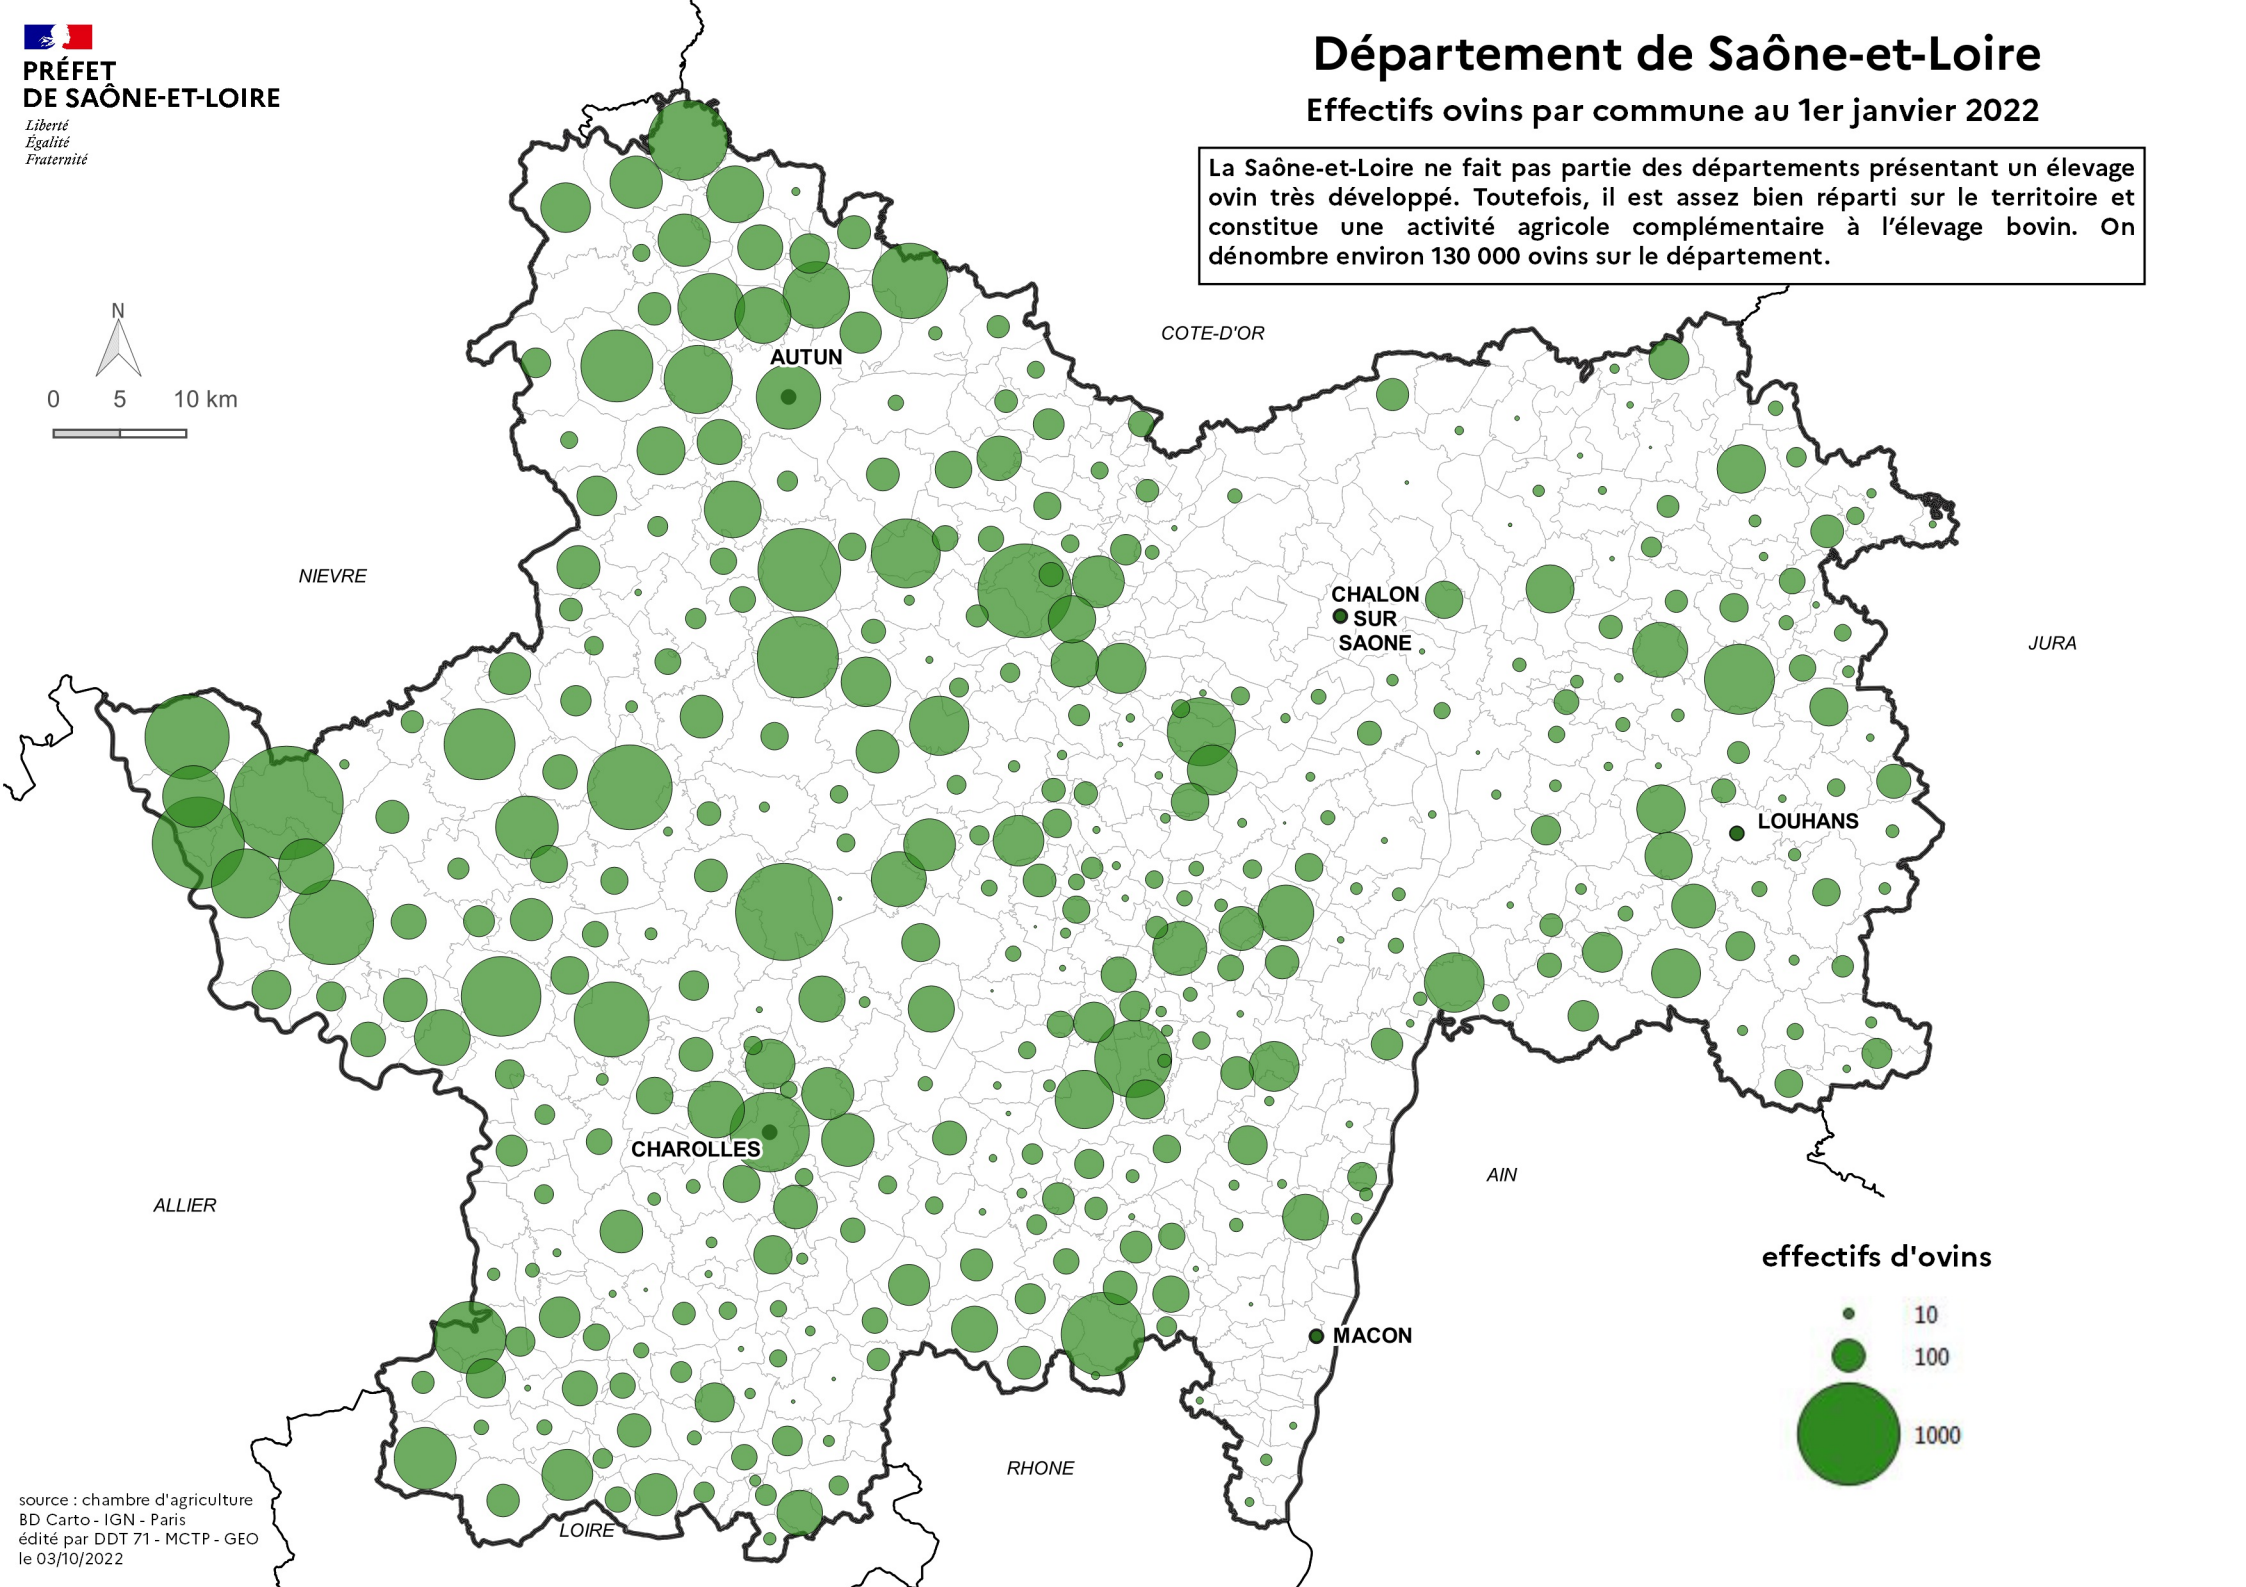 PRÉFET
DE SAÔNE-ET-LOIRE
Liberté
Égalité
Fraternité
Département de Saône-et-Loire
Effectifs ovins par commune au 1er janvier 2022
La Saône-et-Loire ne fait pas partie des départements présentant un élevage
ovin très développé. Toutefois, il est assez bien réparti sur le territoire et
constitue une activité agricole complémentaire à l'élevage bovin. On
dénombre environ 130 000 ovins sur le département.
N
0 5 10 km
COTE-D'OR
AUTUN
NIEVRE
CHALON
SUR
SAONE
JURA
LOUHANS
CHAROLLES
ALLIER
AIN
MACON
RHONE
LOIRE
effectifs d'ovins
10
100
1000
source : chambre d'agriculture
BD Carto - IGN - Paris
édité par DDT 71 - MCTP - GEO
le 03/10/2022